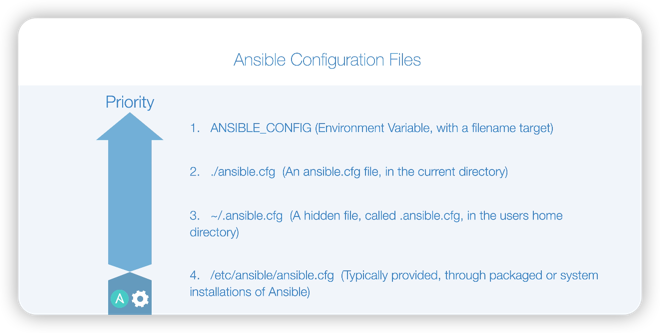 Ansible Configuration Files
Priority
1. ANSIBLE_CONFIG (Environment Variable, with a filename target)
2. ./ansible.cfg (An ansible.cfg file, in the current directory)
3. ~/.ansible.cfg (A hidden file, called .ansible.cfg, in the users home
directory)
4. /etc/ansible/ansible.cfg (Typically provided, through packaged or system
installations of Ansible)
A